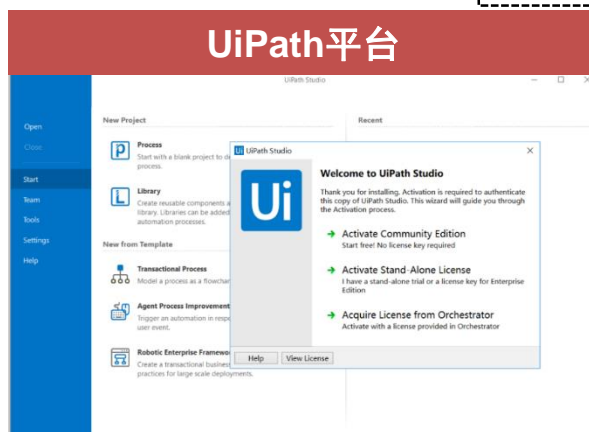 UiPath平台
UiPath Studio
Open
Close
Start
Team
Tools
Settings
Help
New Project
Process
Start with a blank project to de
process.
Library
Create reusable components a
library. Libraries can be added
automation processes.
New from Template
Transactional Process
Model a process as a flowchar
Agent Process Improvement
Trigger an automation in respo
user event.
Robotic Enterprise Framewo
Create a transactional busines
practices for large scale deployments.
Recent
Ui UiPath Studio
Ui
Welcome to UiPath Studio
Thank you for installing. Activation is required to authenticate
this copy of UiPath Studio. This wizard will guide you through
the Activation process.
Activate Community Edition
Start free! No license key required
Activate Stand-Alone License
I have a stand-alone trial or a license key for Enterprise
Edition
Acquire License from Orchestrator
Activate with a license provided in Orchestrator
Help
View License